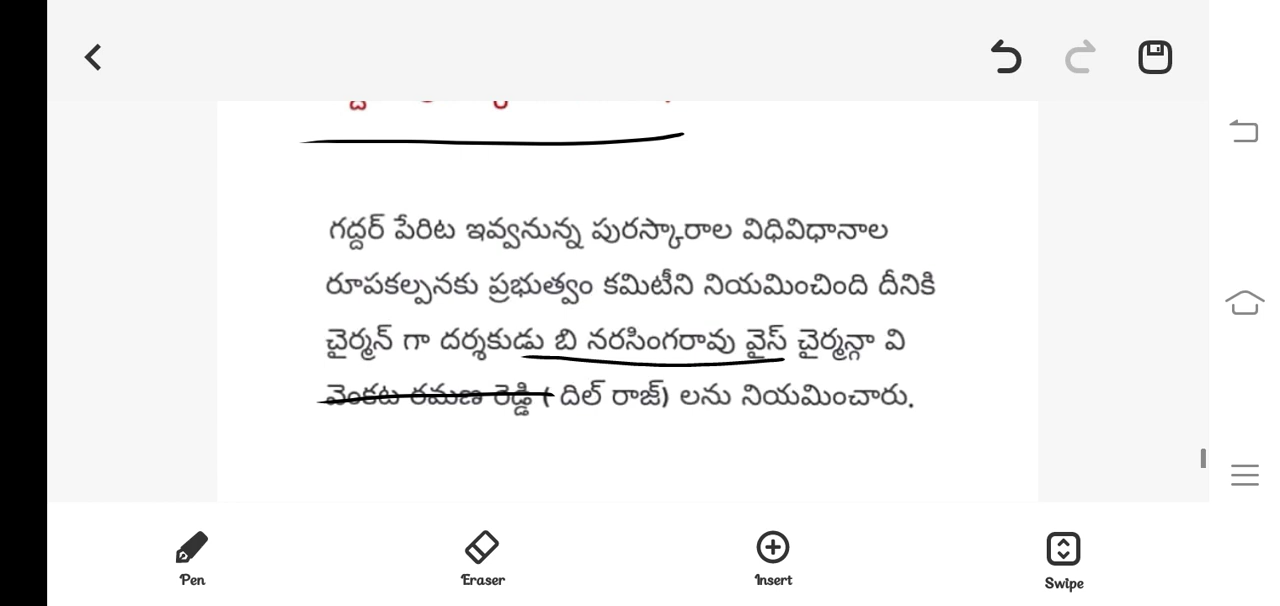 గద్దర్ పేరిట ఇవ్వనున్న పురస్కారాల విధివిధానాల
రూపకల్పనకు ప్రభుత్వం కమిటీని నియమించింది దీనికి
చైర్మన్ గా దర్శకుడు బి నరసింగరావు వైస్ చైర్మన్గా వి
వెంకట రమణ రెడ్డి ( దిల్ రాజ్) లను నియమించారు.
Pen
Eraser
Insert
Swipe